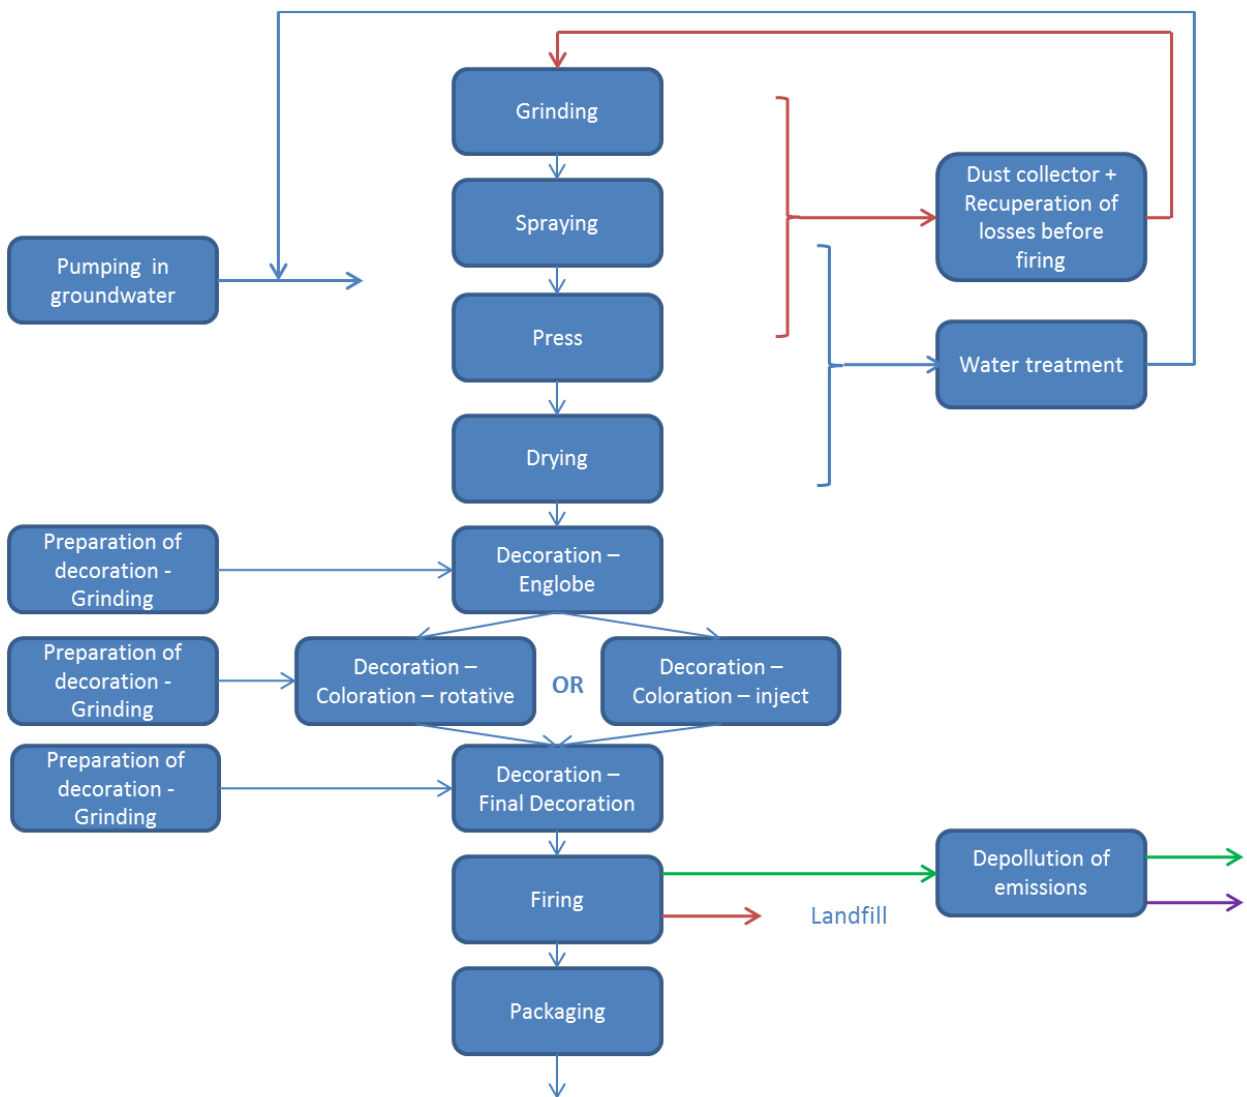 Grinding
Dust collector +
Recuperation of
losses before
firing
Spraying
Pumping in
groundwater
Press
Water treatment
Drying
Preparation of
decoration -
Grinding
Decoration –
Englobe
Preparation of
decoration -
Grinding
Decoration –
Coloration – rotative
OR
Decoration –
Coloration – inject
Preparation of
decoration -
Grinding
Decoration –
Final Decoration
Firing
Landfill
Depollution of
emissions
Packaging